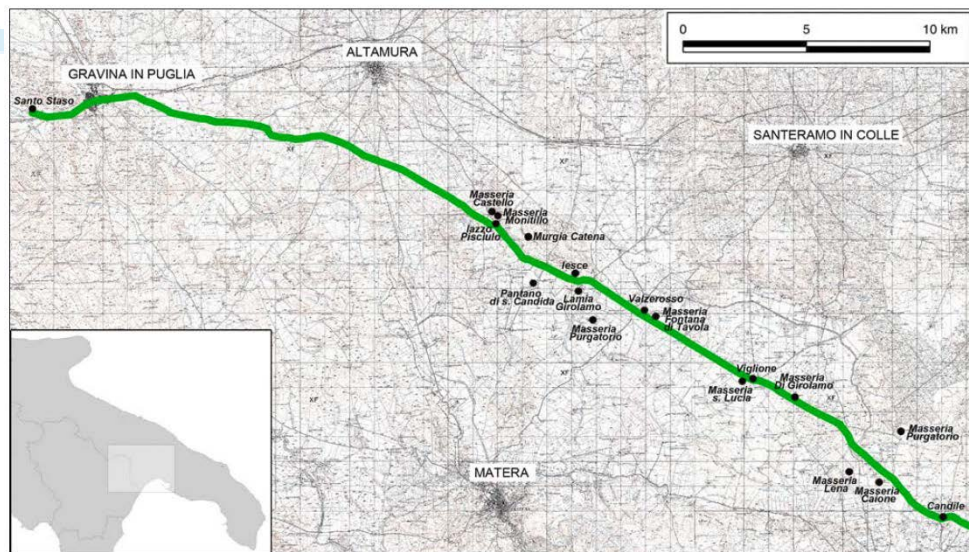 0 5 10 km
ALTAMURA
GRAVINA IN PUGLIA
Santo Staso
SANTERAMO IN COLLE
Masseria
Castello
Masseria
Monitillo
Iazzo
Pisciulo
Murgia Catena
Iesce
Pantano
di s. Candida
Lamia
Girolamo
Valzerosso
Masseria
Fontana
di Tavola
Masseria
Purgatorio
Viglione
Masseria
Di Girolamo
Masseria
s. Lucia
Masseria
Purgatorio
MATERA
Masseria
Lena
Masseria
Caione
Candile